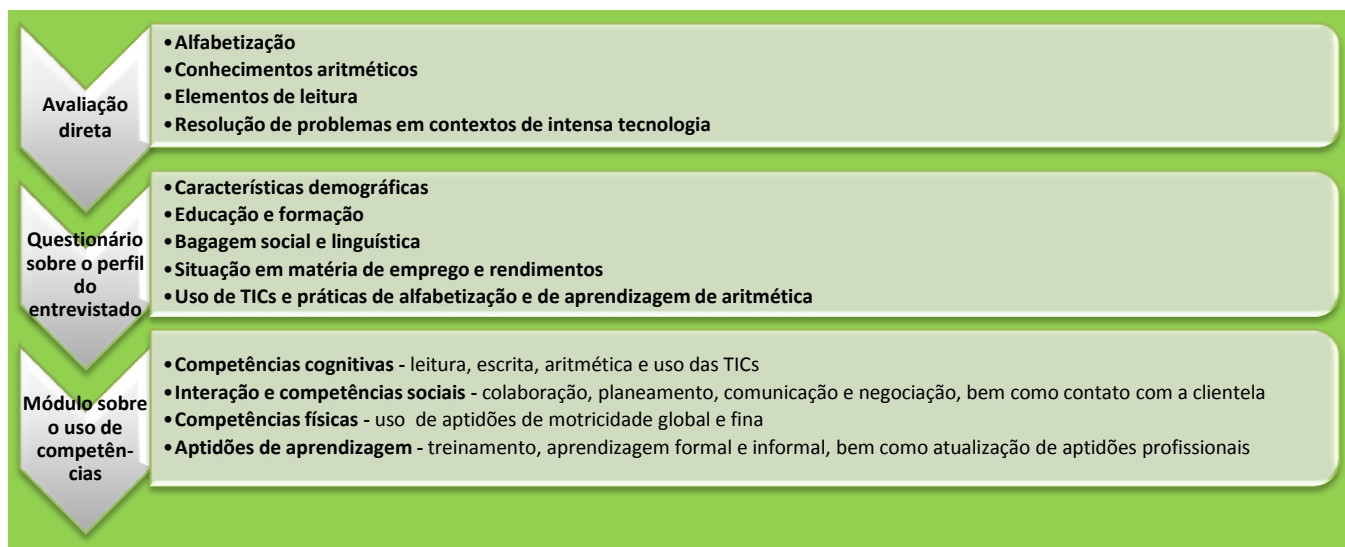 Avaliação
direta
•Alfabetização
•Conhecimentos aritméticos
•Elementos de leitura
•Resolução de problemas em contextos de intensa tecnologia
Questionário
sobre o perfil
do
entrevistado
•Características demográficas
•Educação e formação
•Bagagem social e linguística
•Situação em matéria de emprego e rendimentos
•Uso de TICs e práticas de alfabetização e de aprendizagem de aritmética
Módulo sobre
o uso de
competên-
cias
•Competências cognitivas - leitura, escrita, aritmética e uso das TICs
•Interação e competências sociais - colaboração, planeamento, comunicação e negociação, bem como contato com a clientela
•Competências físicas - uso de aptidões de motricidade global e fina
•Aptidões de aprendizagem - treinamento, aprendizagem formal e informal, bem como atualização de aptidões profissionais